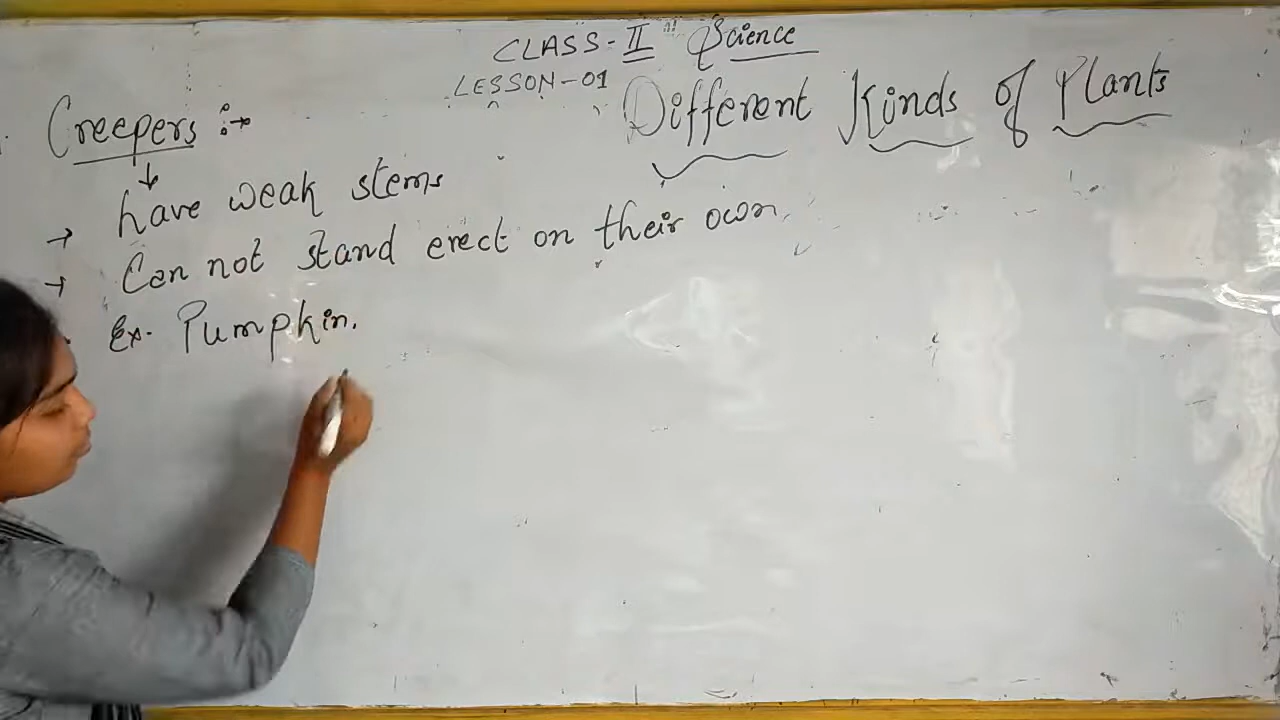 CLASS-II Science
LESSON-01
Different Kinds of Plants
Creepers :→
→ have weak stems
→ Can not stand erect on their own
Ex. Pumpkin.